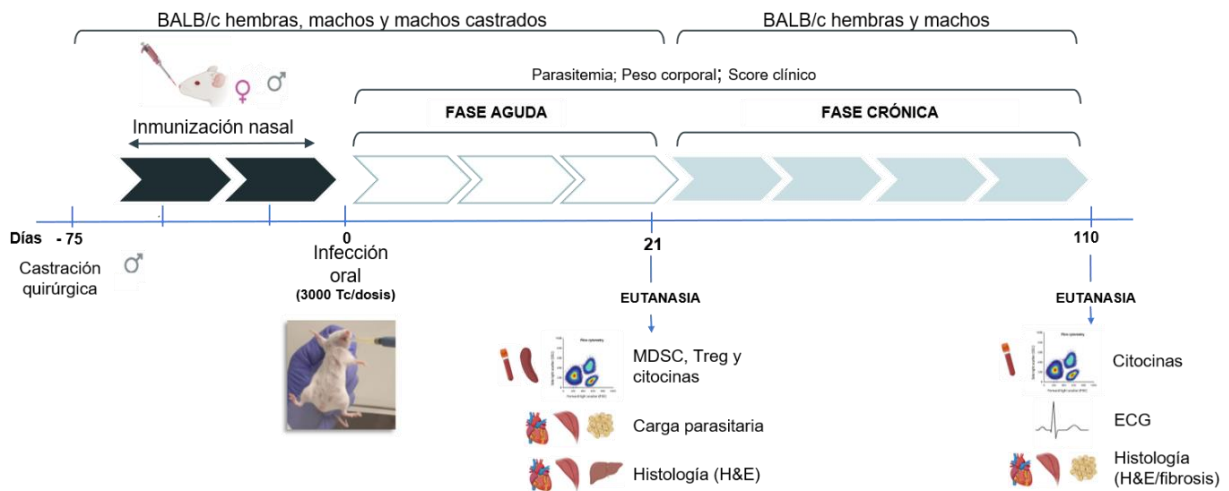 BALB/c hembras, machos y machos castrados
BALB/c hembras y machos
Parasitemia; Peso corporal; Score clínico
Inmunización nasal
FASE AGUDA
FASE CRÓNICA
Días
- 75
0
21
110
Castración
quirúrgica
Infección
oral
(3000 Tc/dosis)
EUTANASIA
EUTANASIA
MDSC, Treg y
citocinas
Citocinas
Carga parasitaria
ECG
Histología (H&E)
Histología
(H&E/fibrosis)